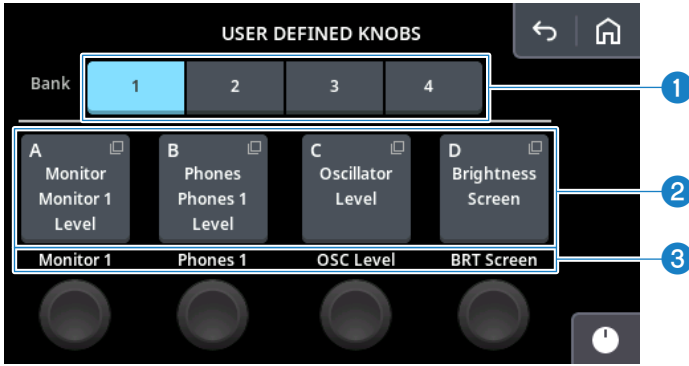 USER DEFINED KNOBS
Bank 1 2 3 4
1
A B C D
Monitor Phones Oscillator Brightness
Monitor 1 Phones 1 Level Screen
Level Level
2
Monitor 1 Phones 1 OSC Level BRT Screen
3